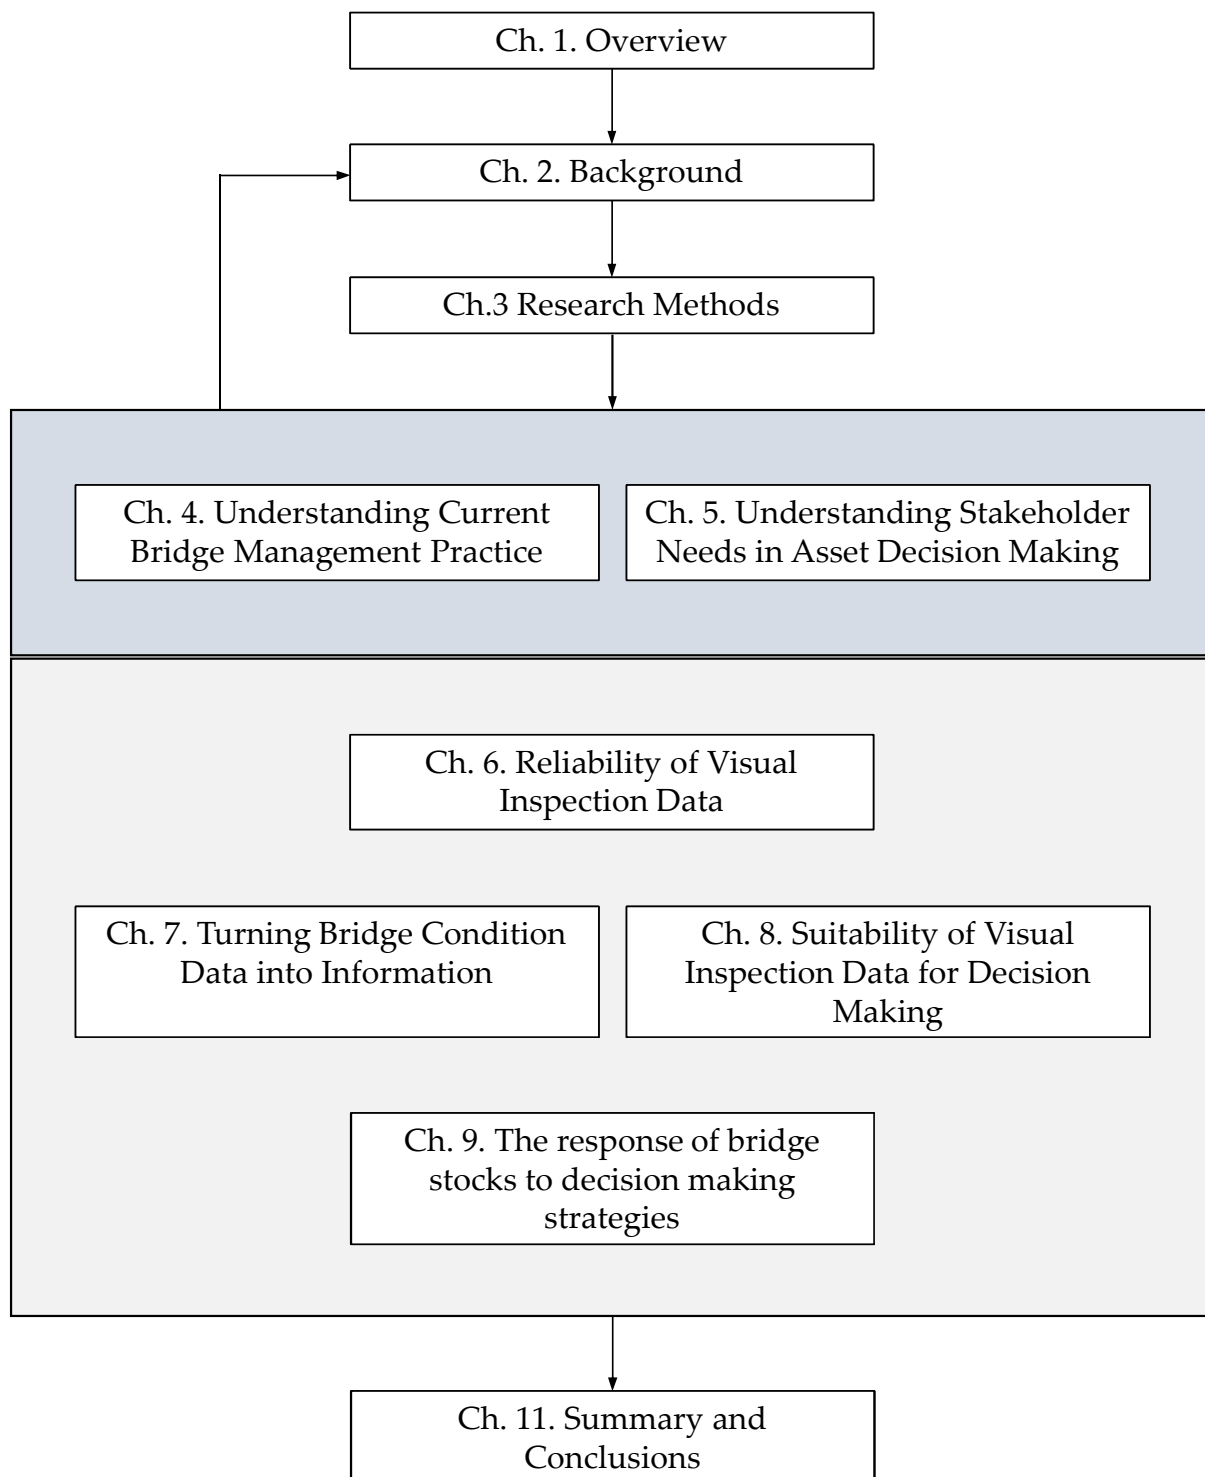 Ch. 1. Overview
Ch. 2. Background
Ch.3 Research Methods
Ch. 4. Understanding Current
Bridge Management Practice
Ch. 5. Understanding Stakeholder
Needs in Asset Decision Making
Ch. 6. Reliability of Visual
Inspection Data
Ch. 7. Turning Bridge Condition
Data into Information
Ch. 8. Suitability of Visual
Inspection Data for Decision
Making
Ch. 9. The response of bridge
stocks to decision making
strategies
Ch. 11. Summary and
Conclusions